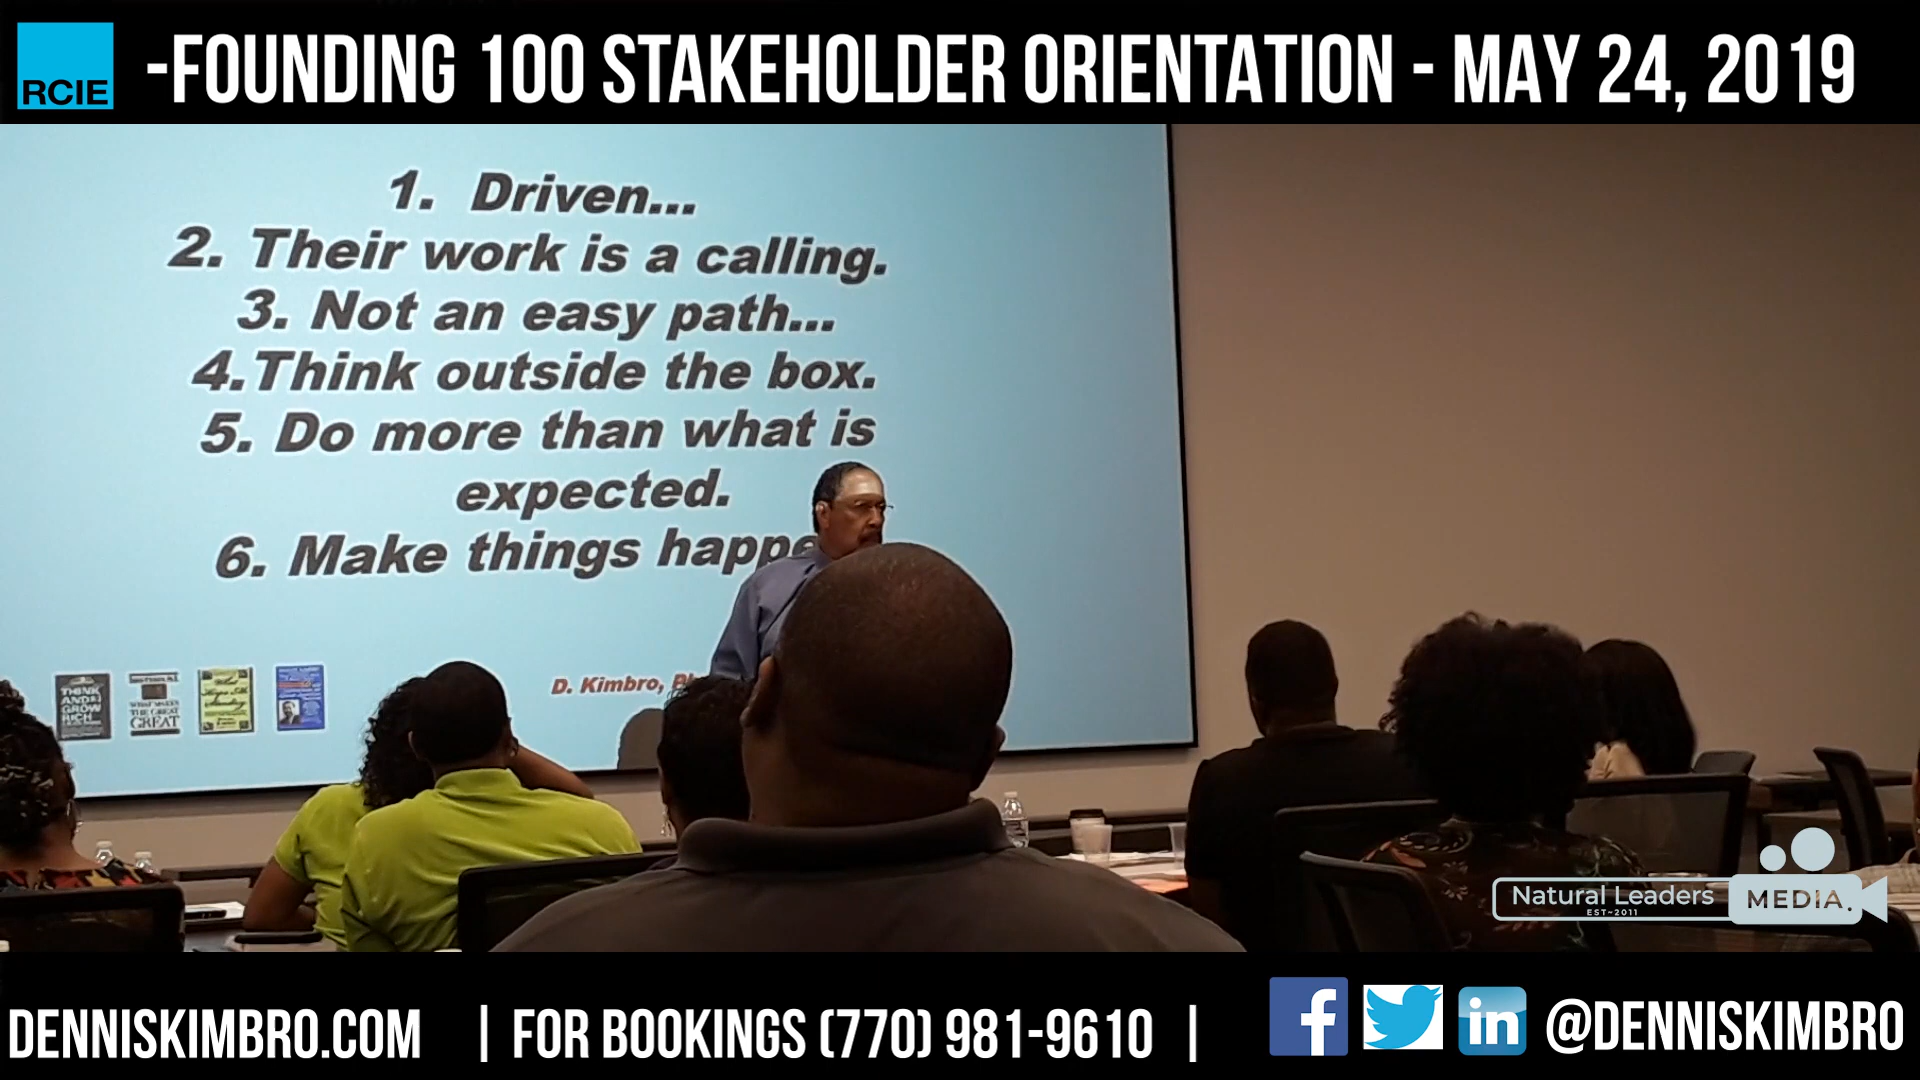 RCIE
-FOUNDING 100 STAKEHOLDER ORIENTATION - MAY 24, 2019
1. Driven...
2. Their work is a calling.
3. Not an easy path...
4.Think outside the box.
5. Do more than what is
expected.
6. Make things happe
THINK
AND
GROW
RICH
WHAT MAKES
THE GREAT
GREAT
D. Kimbro,
Natural Leaders
EST~2011
MEDIA.
DENNISKIMBRO.COM | FOR BOOKINGS (770) 981-9610 | f in @DENNISKIMBRO